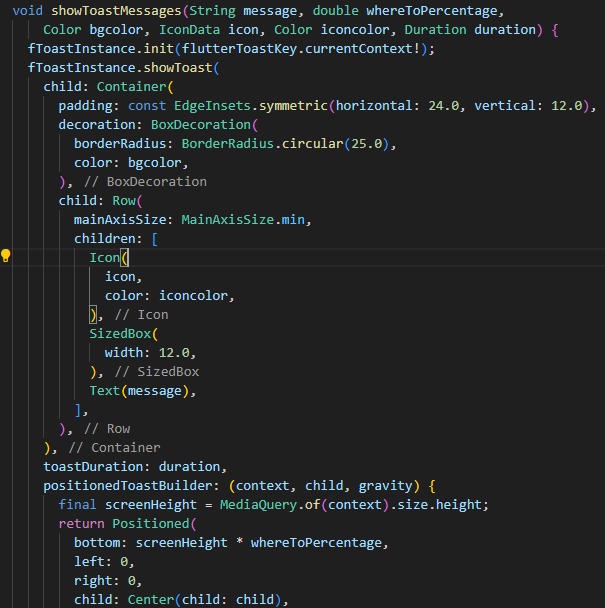 void showToastMessages(String message, double whereToPercentage,
    Color bgcolor, IconData icon, Color iconcolor, Duration duration) {
  fToastInstance.init(flutterToastKey.currentContext!);
  fToastInstance.showToast(
    child: Container(
      padding: const EdgeInsets.symmetric(horizontal: 24.0, vertical: 12.0),
      decoration: BoxDecoration(
        borderRadius: BorderRadius.circular(25.0),
        color: bgcolor,
      ), // BoxDecoration
      child: Row(
        mainAxisSize: MainAxisSize.min,
        children: [
          Icon(
            icon,
            color: iconcolor,
          ), // Icon
          SizedBox(
            width: 12.0,
          ), // SizedBox
          Text(message),
        ],
      ), // Row
    ), // Container
    toastDuration: duration,
    positionedToastBuilder: (context, child, gravity) {
      final screenHeight = MediaQuery.of(context).size.height;
      return Positioned(
        bottom: screenHeight * whereToPercentage,
        left: 0,
        right: 0,
        child: Center(child: child),